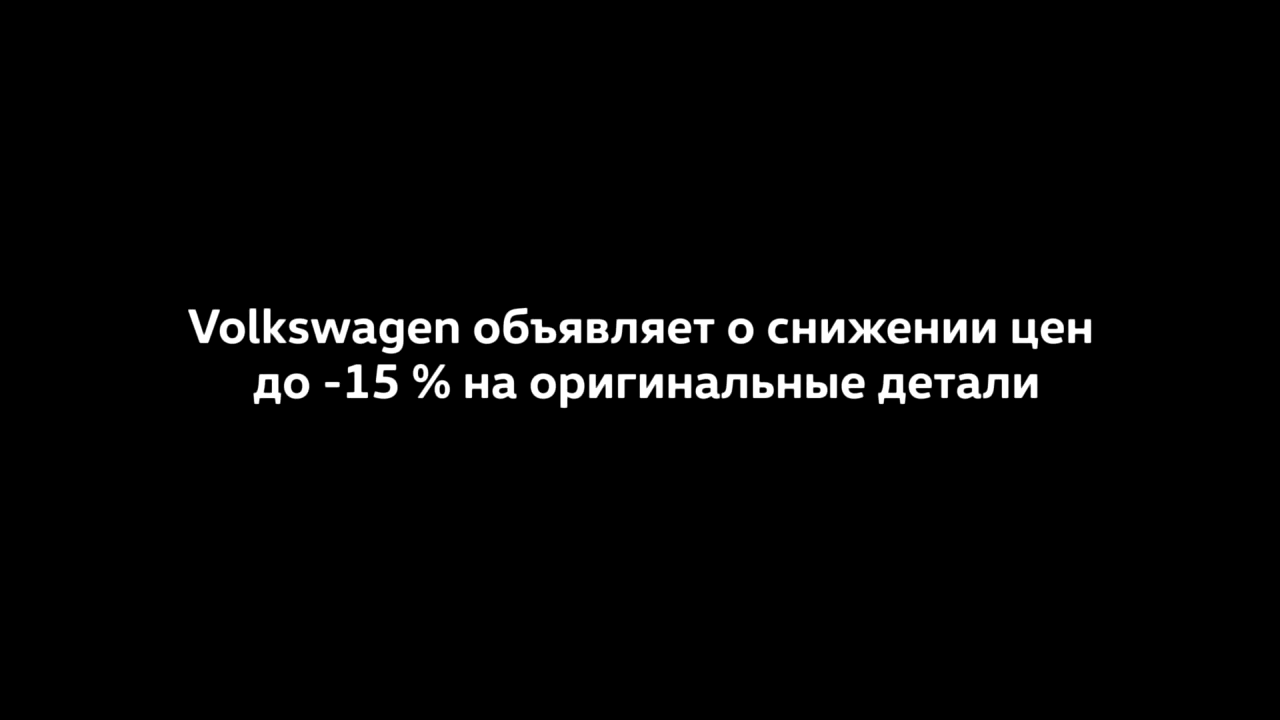 Volkswagen объявляет о снижении цен
до -15 % на оригинальные детали